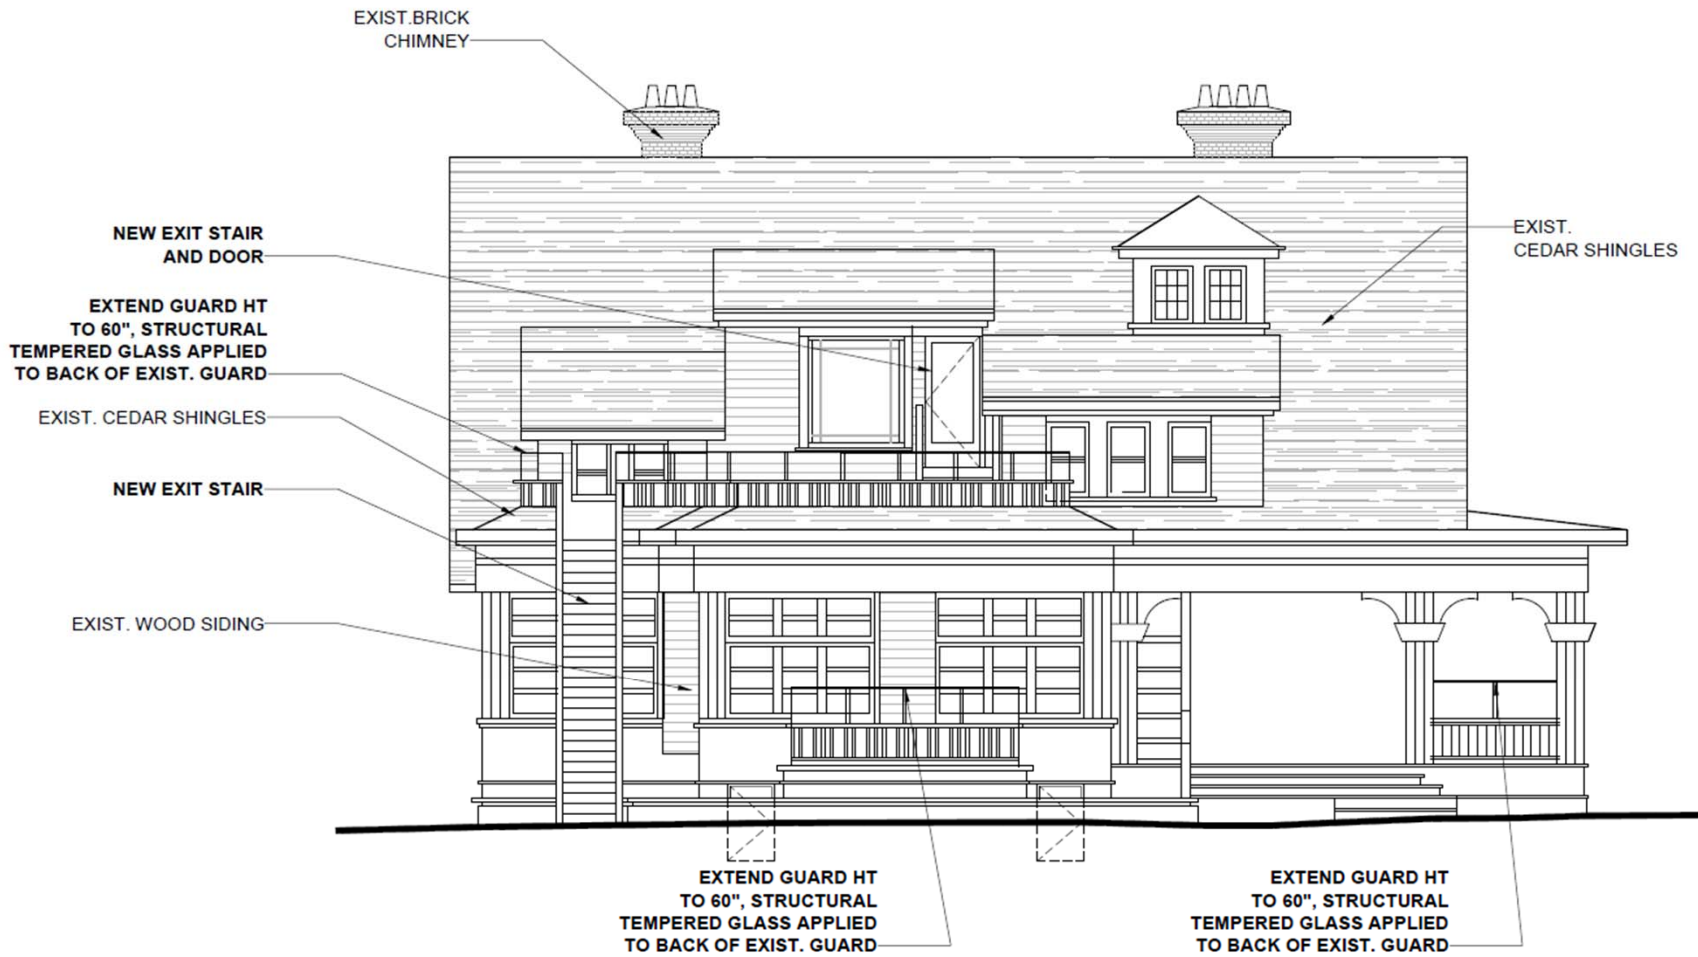 EXIST.BRICK
CHIMNEY
NEW EXIT STAIR
AND DOOR
EXTEND GUARD HT
TO 60", STRUCTURAL
TEMPERED GLASS APPLIED
TO BACK OF EXIST. GUARD
EXIST. CEDAR SHINGLES
NEW EXIT STAIR
EXIST. WOOD SIDING
EXIST.
CEDAR SHINGLES
EXTEND GUARD HT
TO 60", STRUCTURAL
TEMPERED GLASS APPLIED
TO BACK OF EXIST. GUARD
EXTEND GUARD HT
TO 60", STRUCTURAL
TEMPERED GLASS APPLIED
TO BACK OF EXIST. GUARD